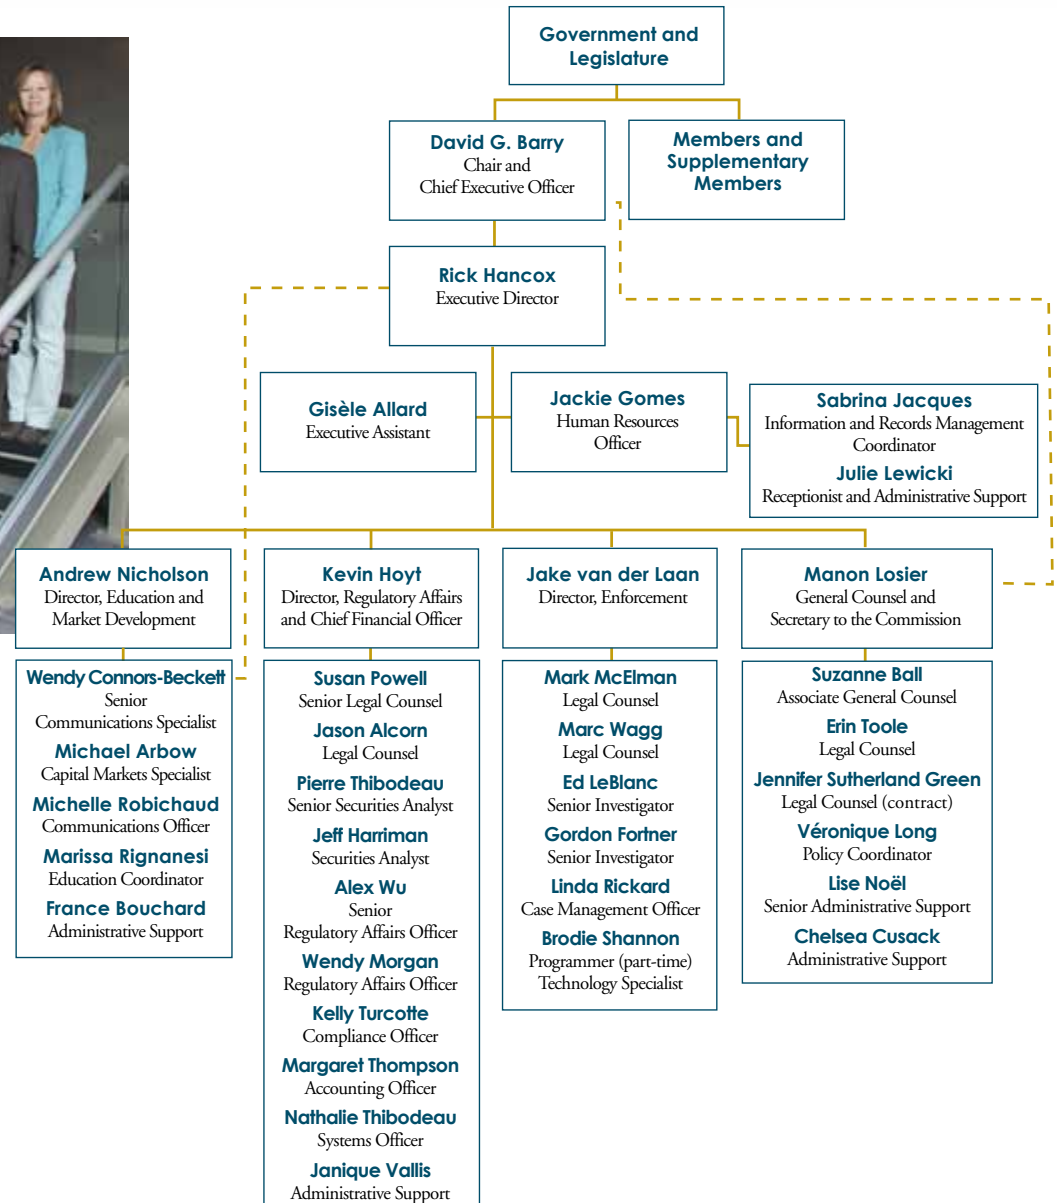 Government and
Legislature
David G. Barry
Chair and
Chief Executive Officer
Members and
Supplementary
Members
Rick Hancox
Executive Director
Gisèle Allard
Executive Assistant
Jackie Gomes
Human Resources
Officer
Sabrina Jacques
Information and Records Management
Coordinator
Julie Lewicki
Receptionist and Administrative Support
Andrew Nicholson
Director, Education and
Market Development
Wendy Connors-Beckett
Senior
Communications Specialist
Michael Arbow
Capital Markets Specialist
Michelle Robichaud
Communications Officer
Marissa Rignanesi
Education Coordinator
France Bouchard
Administrative Support
Kevin Hoyt
Director, Regulatory Affairs
and Chief Financial Officer
Susan Powell
Senior Legal Counsel
Jason Alcorn
Legal Counsel
Pierre Thibodeau
Senior Securities Analyst
Jeff Harriman
Securities Analyst
Alex Wu
Senior
Regulatory Affairs Officer
Wendy Morgan
Regulatory Affairs Officer
Kelly Turcotte
Compliance Officer
Margaret Thompson
Accounting Officer
Nathalie Thibodeau
Systems Officer
Janique Vallis
Administrative Support
Jake van der Laan
Director, Enforcement
Mark McElman
Legal Counsel
Marc Wagg
Legal Counsel
Ed LeBlanc
Senior Investigator
Gordon Fortner
Senior Investigator
Linda Rickard
Case Management Officer
Brodie Shannon
Programmer (part-time)
Technology Specialist
Manon Losier
General Counsel and
Secretary to the Commission
Suzanne Ball
Associate General Counsel
Erin Toole
Legal Counsel
Jennifer Sutherland Green
Legal Counsel (contract)
Véronique Long
Policy Coordinator
Lise Noël
Senior Administrative Support
Chelsea Cusack
Administrative Support